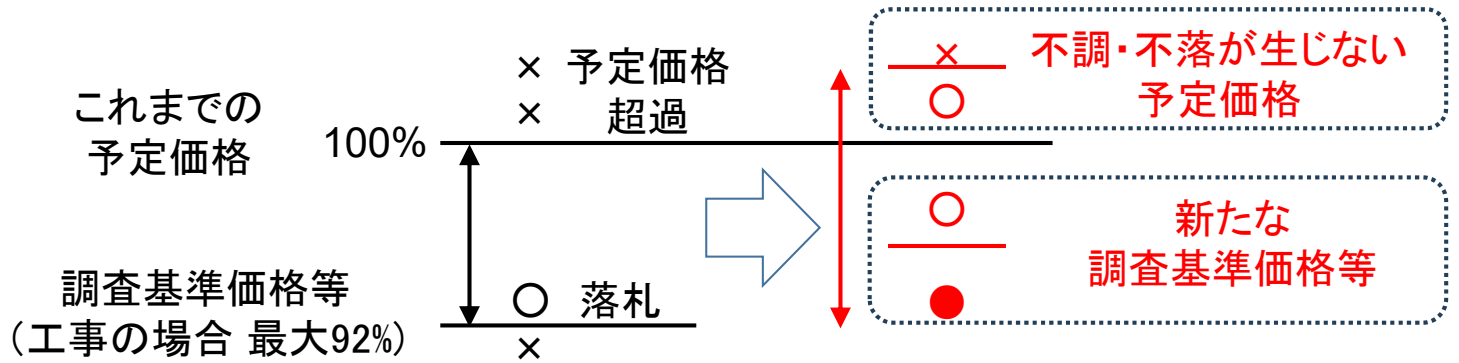 これまでの
予定価格
100%
× 予定価格
× 超過
調査基準価格等
(工事の場合 最大92%)
○ 落札
×
× 不調・不落が生じない
○ 予定価格
○ 新たな
調査基準価格等
●